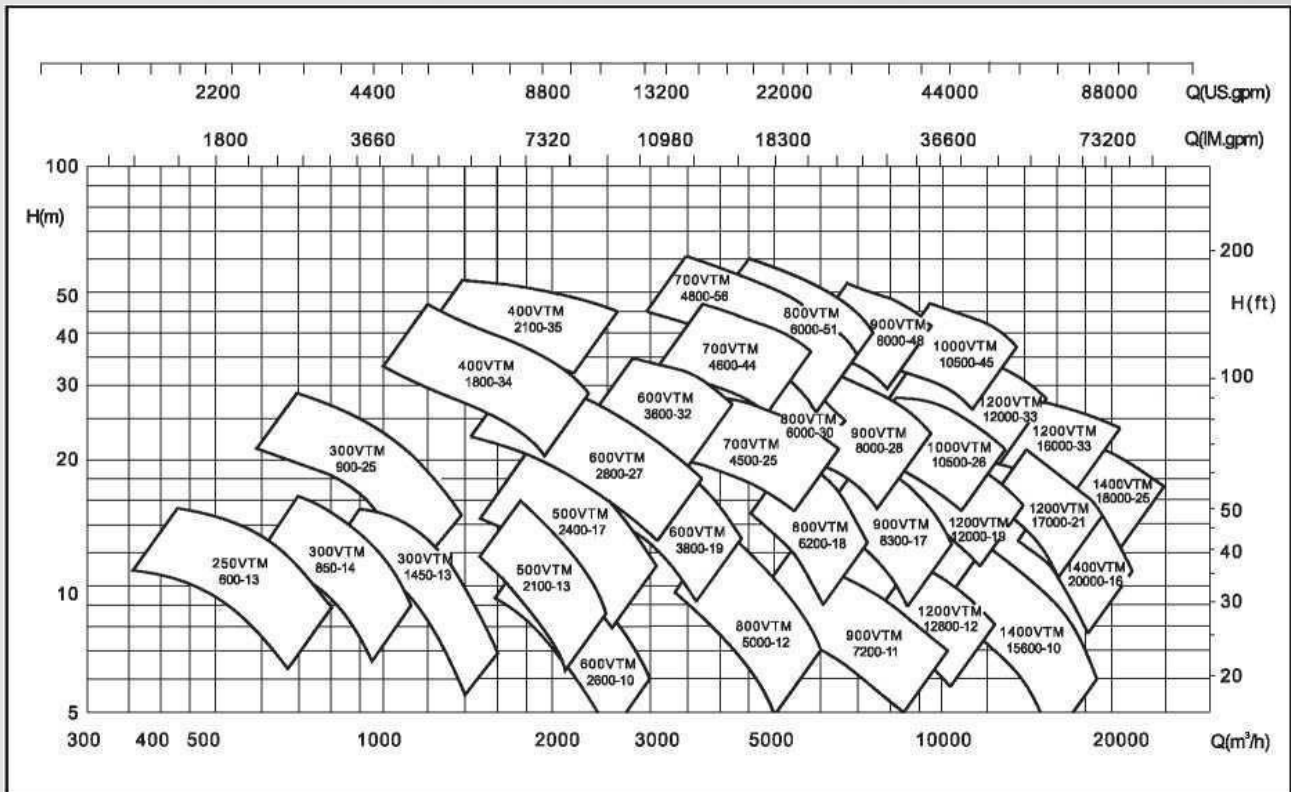 2200 4400 8800 13200 22000 44000 88000 Q(US.gpm)
1800 3660 7320 10980 18300 36600 73200 Q(IM.gpm)
100
H(m)
50
40
30
20
10
5
200
H(ft)
100
50
40
30
20
700VTM
4800-56
800VTM
6000-51
400VTM
2100-35
900VTM
8000-48
1000VTM
10500-45
700VTM
4600-44
400VTM
1800-34
600VTM
3600-32
1200VTM
12000-33
800VTM
6000-30
1200VTM
16000-33
300VTM
900-25
600VTM
2800-27
700VTM
4500-25
900VTM
8000-28
1000VTM
10500-26
1400VTM
18000-25
500VTM
2400-17
600VTM
3800-19
800VTM
6200-18
900VTM
8300-17
1200VTM
12000-19
1200VTM
17000-21
250VTM
600-13
300VTM
850-14
300VTM
1450-13
500VTM
2100-13
1400VTM
20000-16
800VTM
5000-12
900VTM
7200-11
1200VTM
12800-12
1400VTM
15600-10
600VTM
2600-10
300 400 500 1000 2000 3000 5000 10000 20000 Q(m³/h)